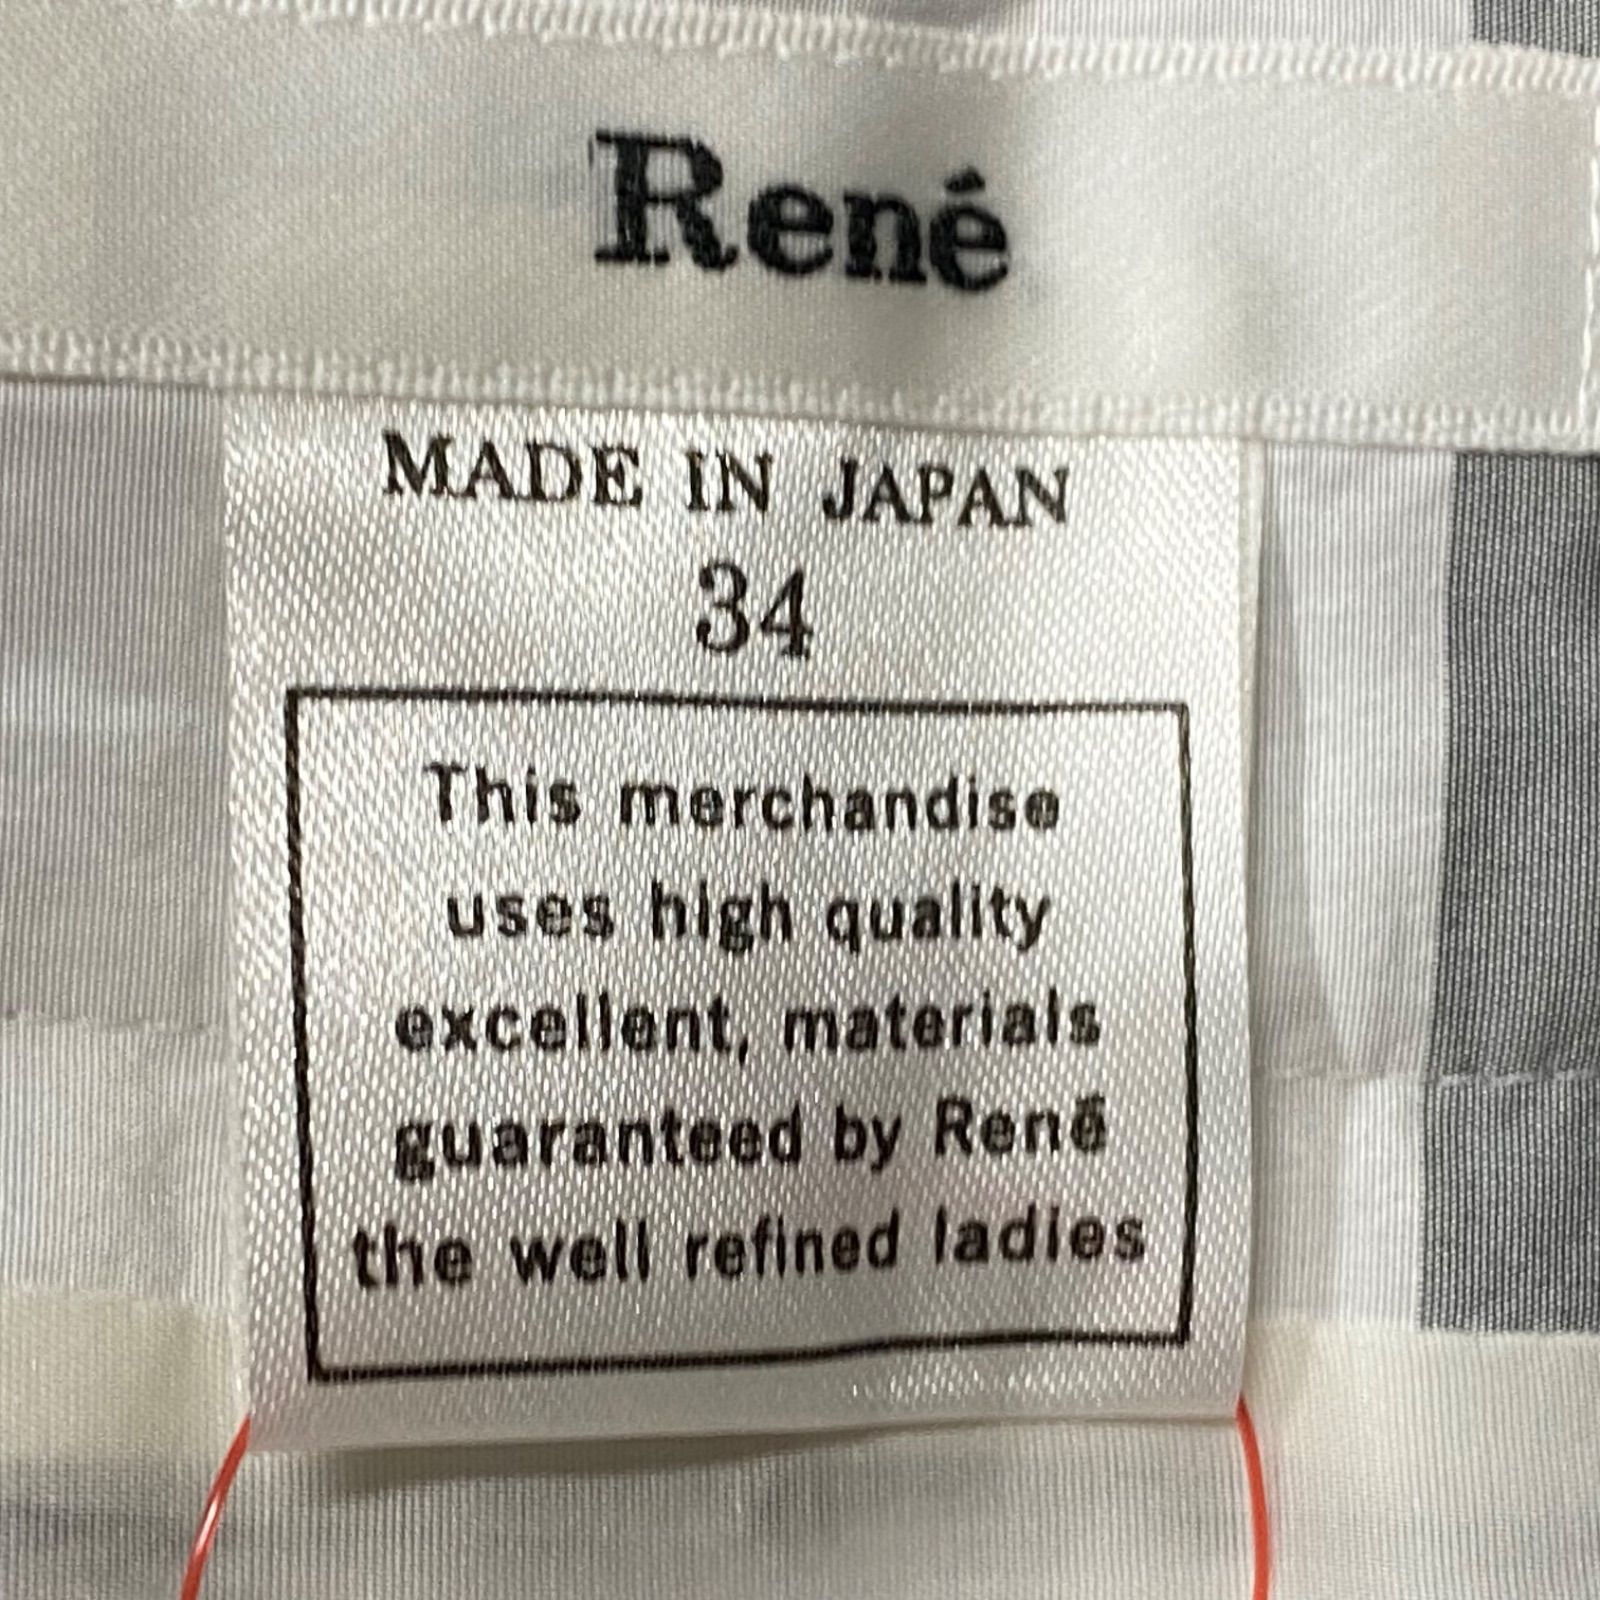 René
MADE IN JAPAN
34
This merchandise
uses high quality
excellent, materials
guaranteed by René
the well refined ladies